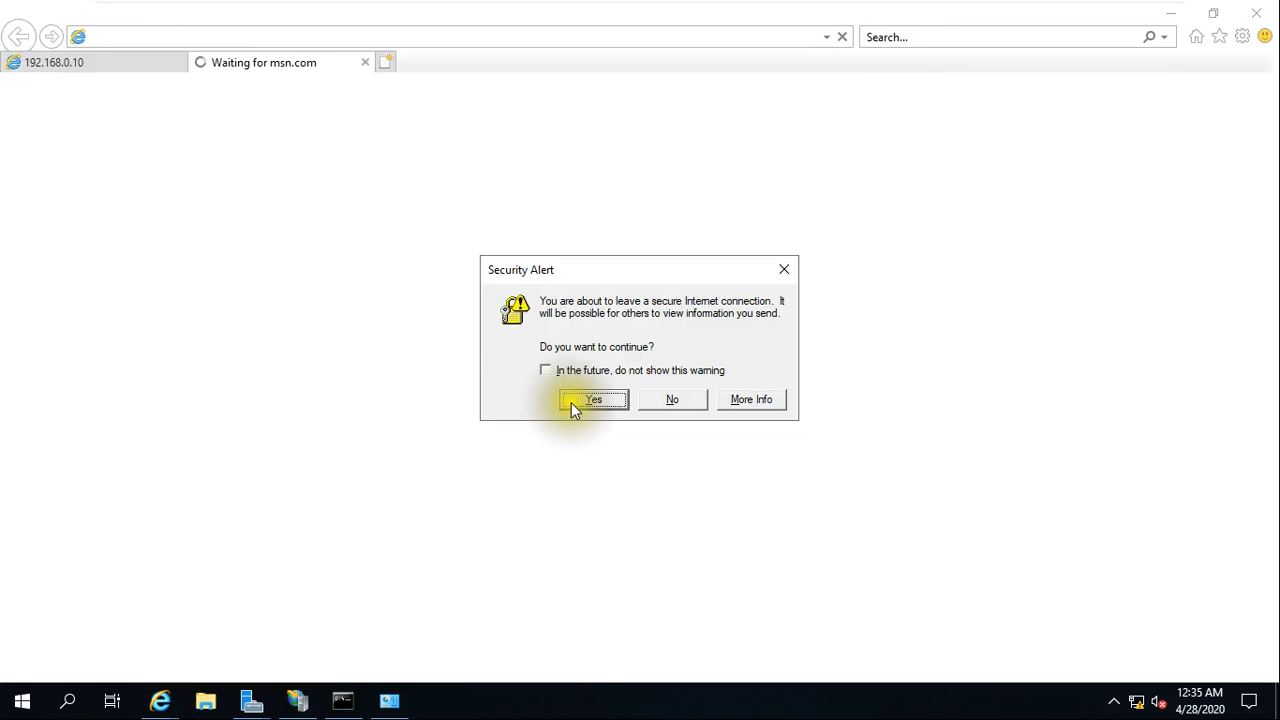 Search...
192.168.0.10
Waiting for msn.com
Security Alert
You are about to leave a secure Internet connection. It
will be possible for others to view information you send.
Do you want to continue?
In the future, do not show this warning
Yes
No
More Info
12:35 AM
4/28/2020